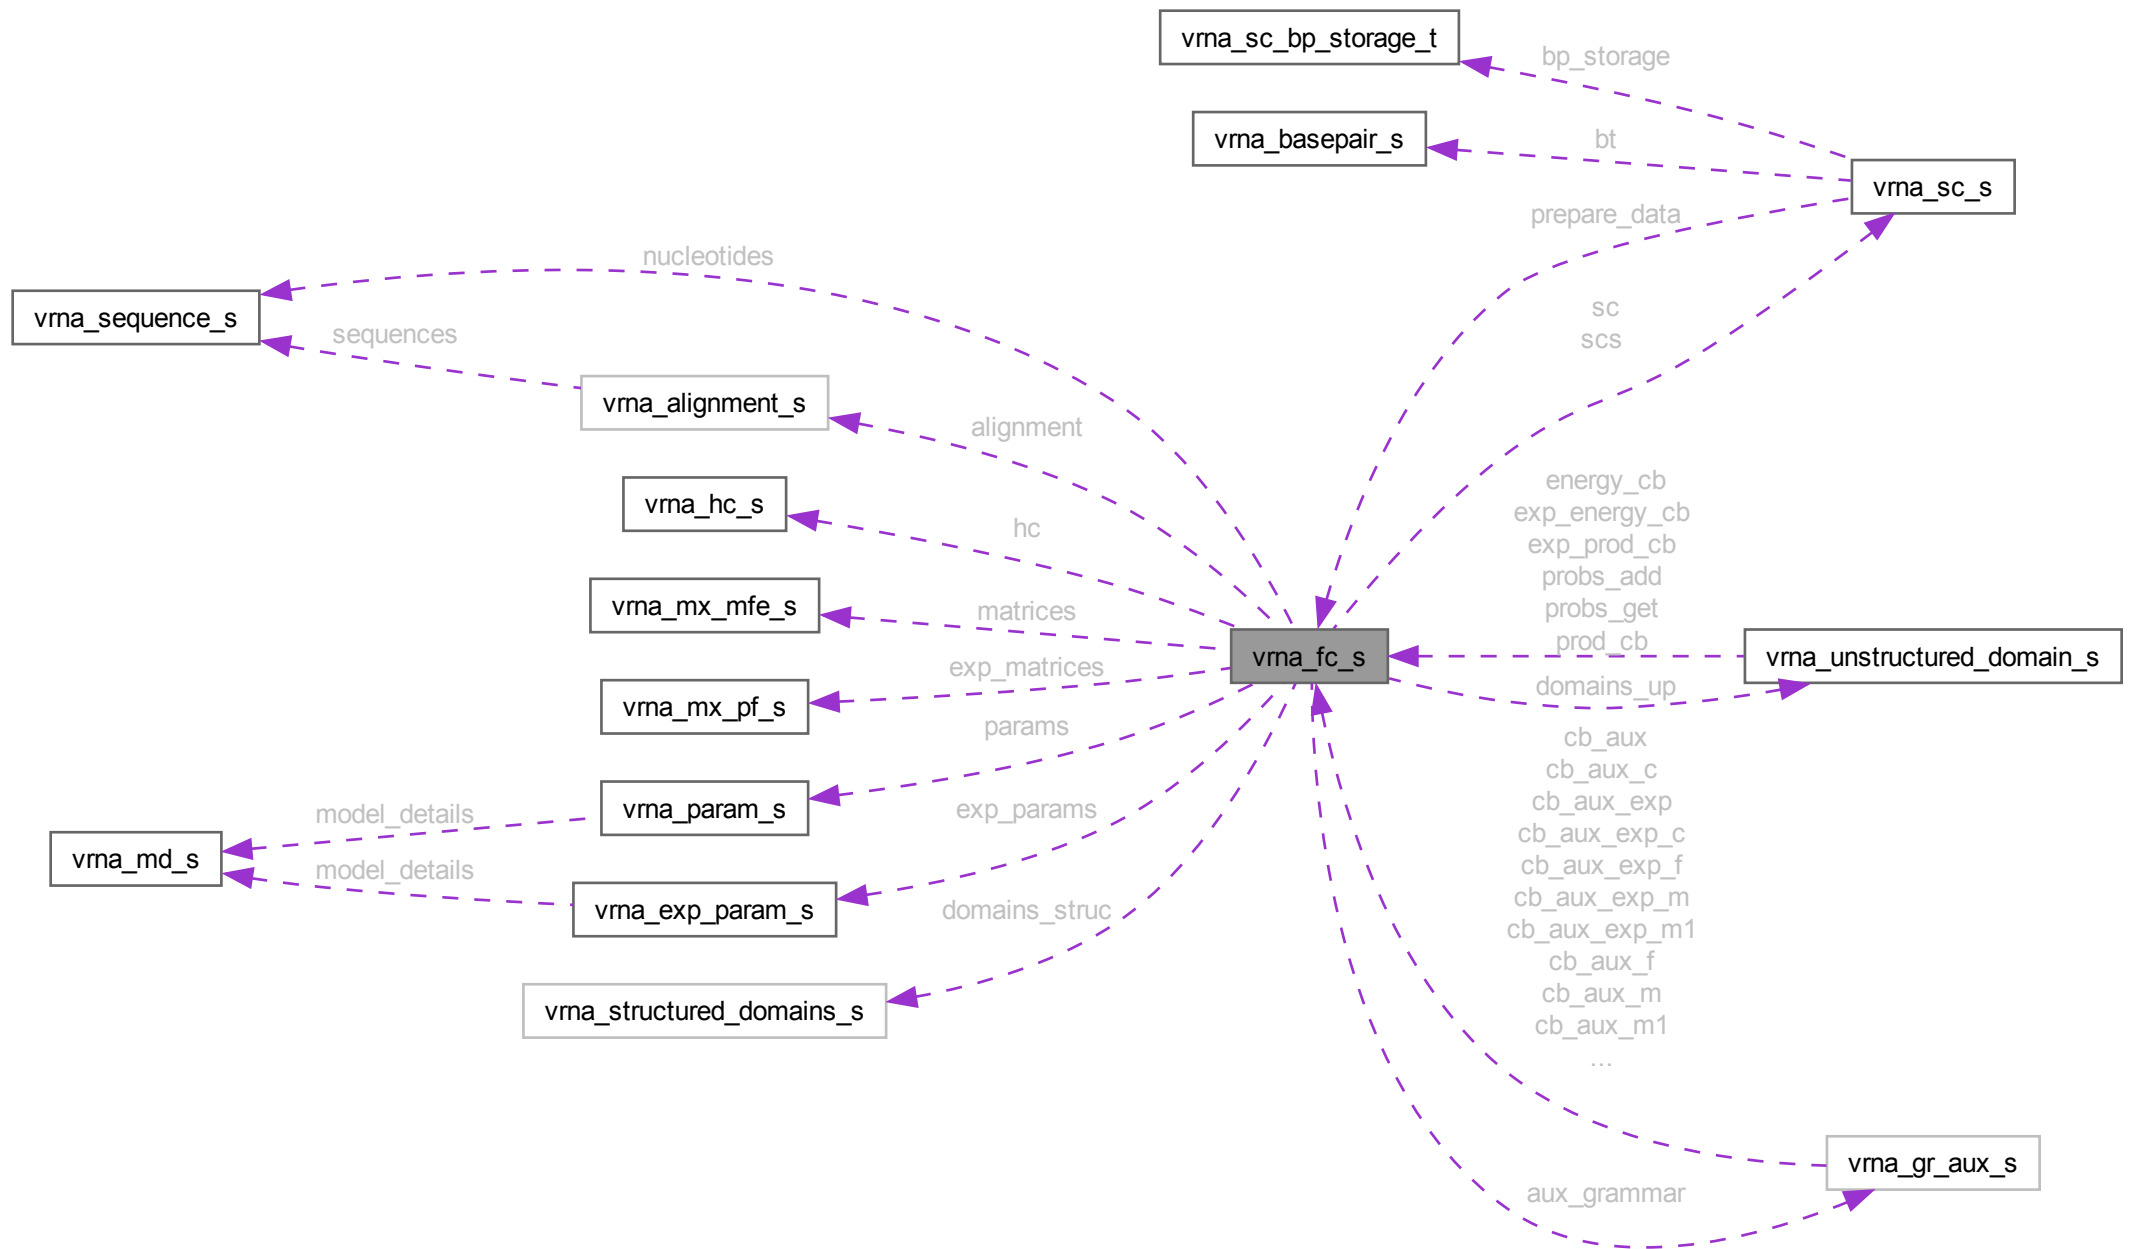 vrna_sc_bp_storage_t
bp_storage
vrna_basepair_s
bt
vrna_sc_s
prepare_data
nucleotides
vrna_sequence_s
sc
scs
sequences
vrna_alignment_s
alignment
vrna_hc_s
hc
energy_cb
exp_energy_cb
exp_prod_cb
probs_add
probs_get
prod_cb
vrna_mx_mfe_s
matrices
vrna_fc_s
vrna_unstructured_domain_s
exp_matrices
domains_up
vrna_mx_pf_s
params
cb_aux
cb_aux_c
cb_aux_exp
cb_aux_exp_c
cb_aux_exp_f
cb_aux_exp_m
cb_aux_exp_m1
cb_aux_f
cb_aux_m
cb_aux_m1
...
model_details
vrna_param_s
exp_params
vrna_md_s
model_details
vrna_exp_param_s
domains_struc
vrna_structured_domains_s
vrna_gr_aux_s
aux_grammar